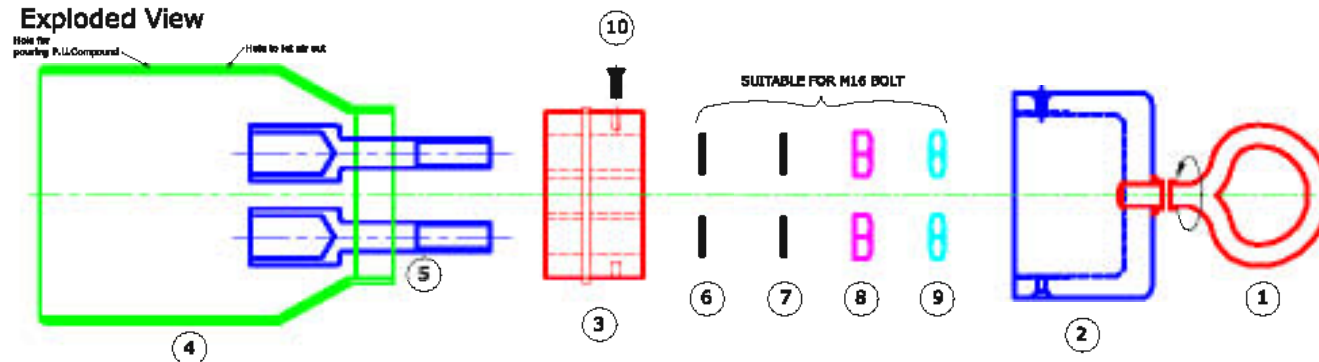 Exploded View
Hole for
pouring P.U.Compound
Hole to let air out
10
SUITABLE FOR M16 BOLT
5
6
7
8
9
3
4
2
1